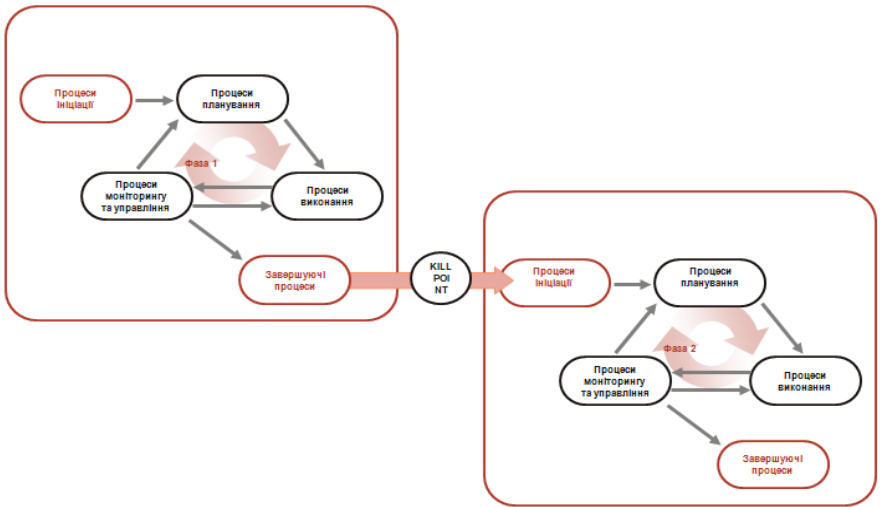 Процеси
ініціації
Процеси
планування
Фаза 1
Процеси
моніторингу
та управління
Процеси
виконання
Завершуючі
процеси
KILL
POI
NT
Процеси
ініціації
Процеси
планування
Фаза 2
Процеси
моніторингу
та управління
Процеси
виконання
Завершуючі
процеси